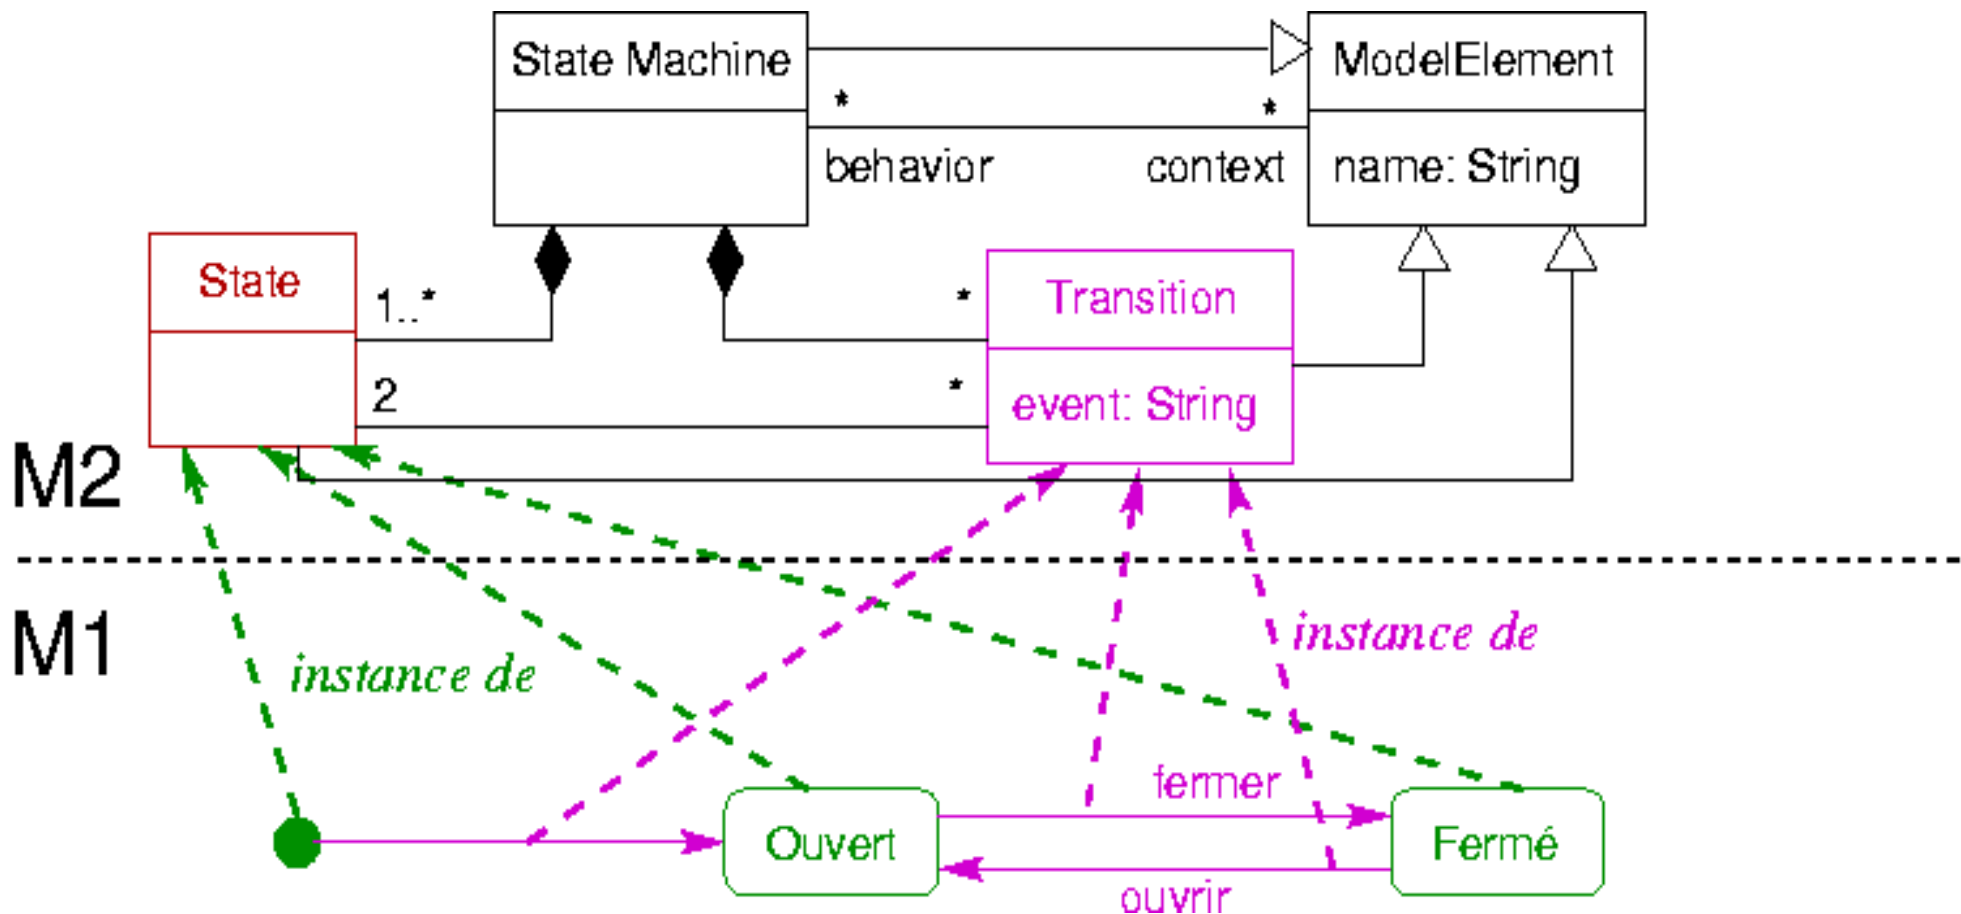 State Machine
ModelElement
*
*
behavior
context
name: String
State
1..*
*
Transition
2
*
event: String
M2
M1
instance de
instance de
fermer
Ouvert
Fermé
ouvrir